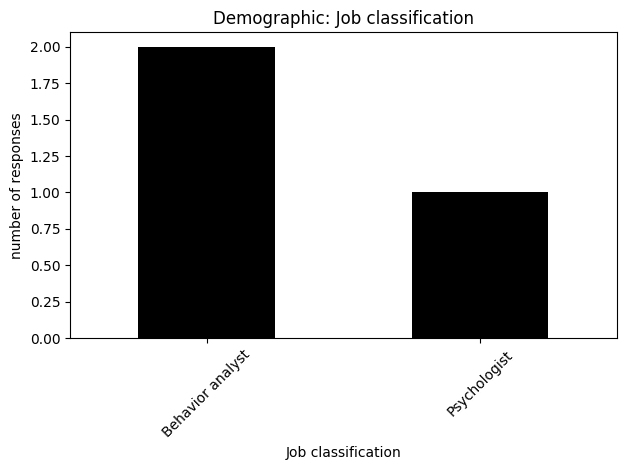 Demographic: Job classification
number of responses
2.00
1.75
1.50
1.25
1.00
0.75
0.50
0.25
0.00
Behavior analyst
Psychologist
Job classification